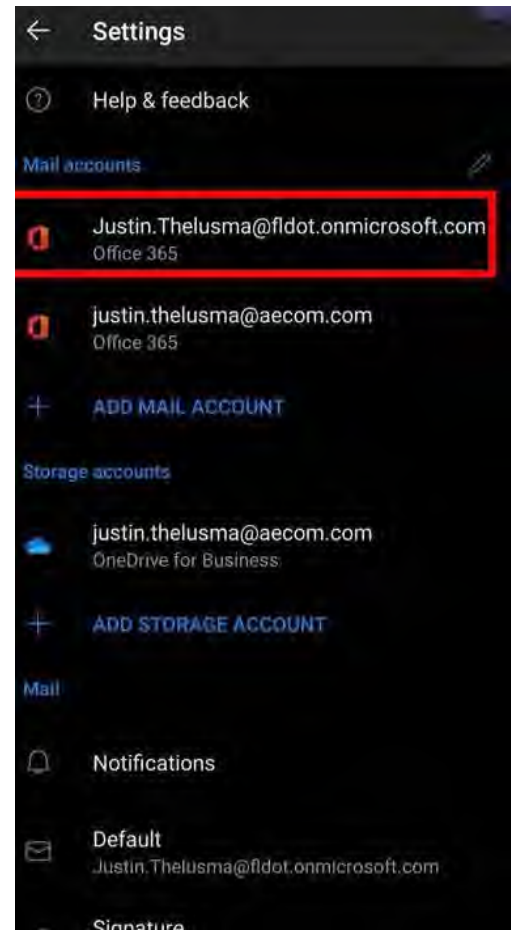 Settings
Help & feedback
Mail accounts
Justin.Thelusma@fldot.onmicrosoft.com
Office 365
justin.thelusma@aecom.com
Office 365
ADD MAIL ACCOUNT
Storage accounts
justin.thelusma@aecom.com
OneDrive for Business
ADD STORAGE ACCOUNT
Mail
Notifications
Default
Justin.Thelusma@fldot.onmicrosoft.com
Signature